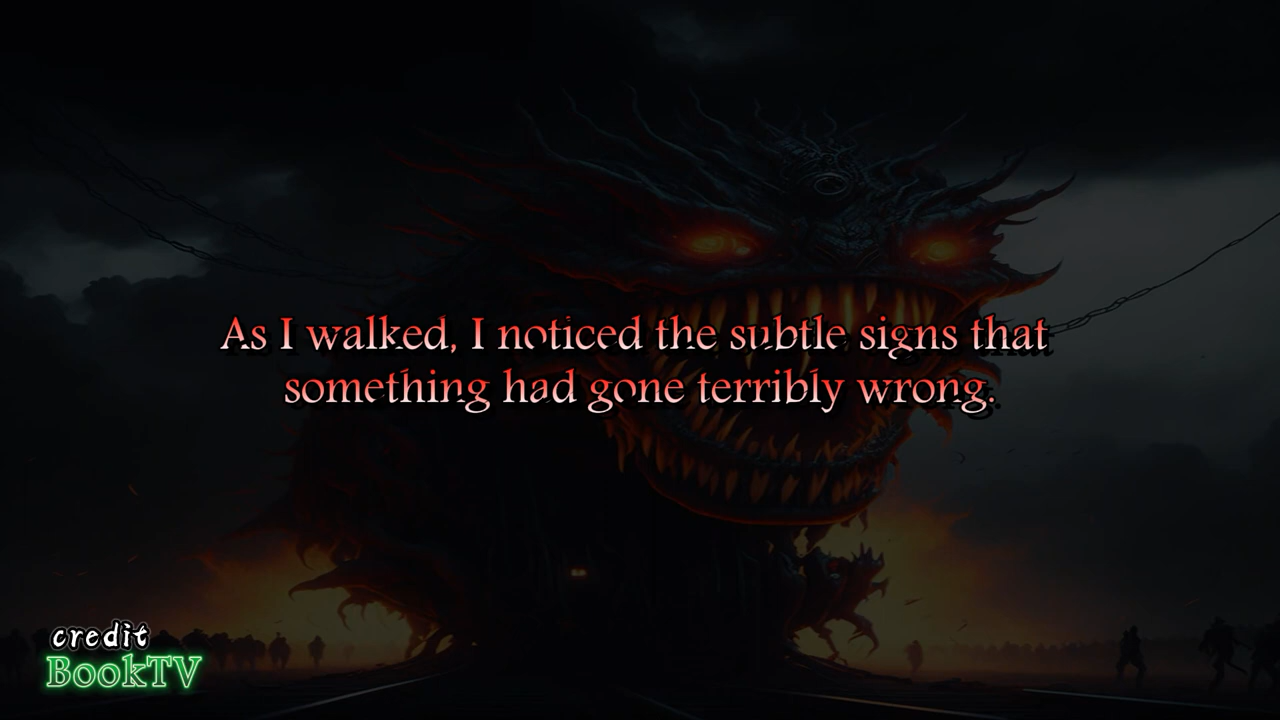 As I walked, I noticed the subtle signs that
something had gone terribly wrong.
credit
BookTV